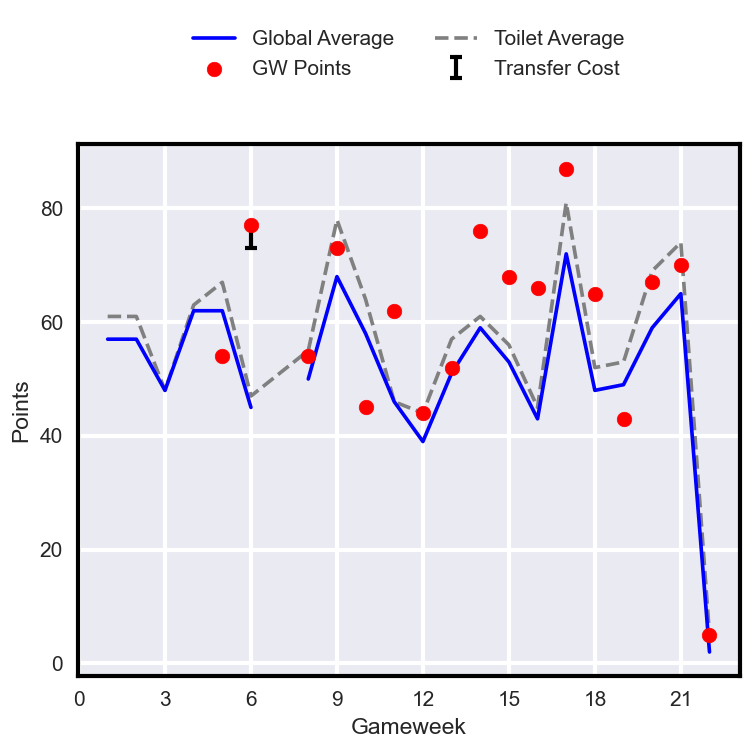 Global Average
Toilet Average
GW Points
Transfer Cost
80
60
40
20
0
Points
0 3 6 9 12 15 18 21
Gameweek